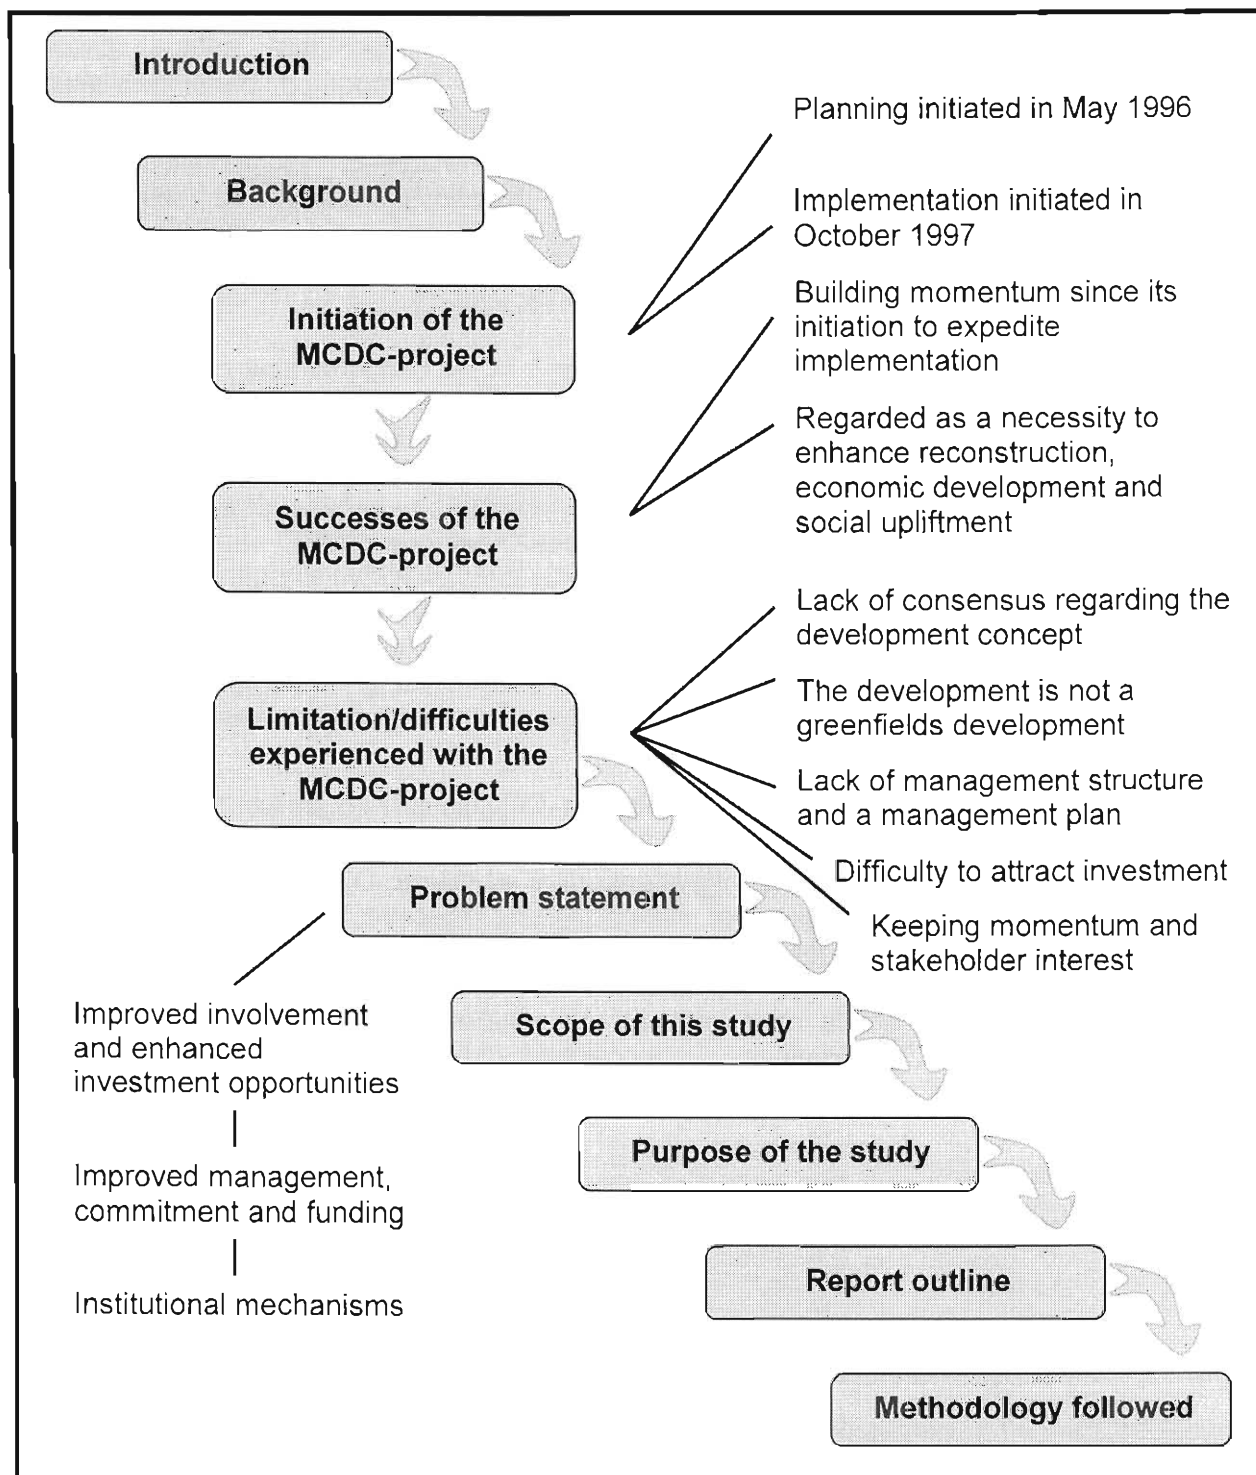 Introduction
Background
Initiation of the
MCDC-project
Planning initiated in May 1996
Implementation initiated in
October 1997
Successes of the
MCDC-project
Building momentum since its
initiation to expedite
implementation
Regarded as a necessity to
enhance reconstruction,
economic development and
social upliftment
Limitation/difficulties
experienced with the
MCDC-project
Lack of consensus regarding the
development concept
The development is not a
greenfields development
Lack of management structure
and a management plan
Difficulty to attract investment
Keeping momentum and
stakeholder interest
Problem statement
Improved involvement
and enhanced
investment opportunities
Improved management,
commitment and funding
Institutional mechanisms
Scope of this study
Purpose of the study
Report outline
Methodology followed